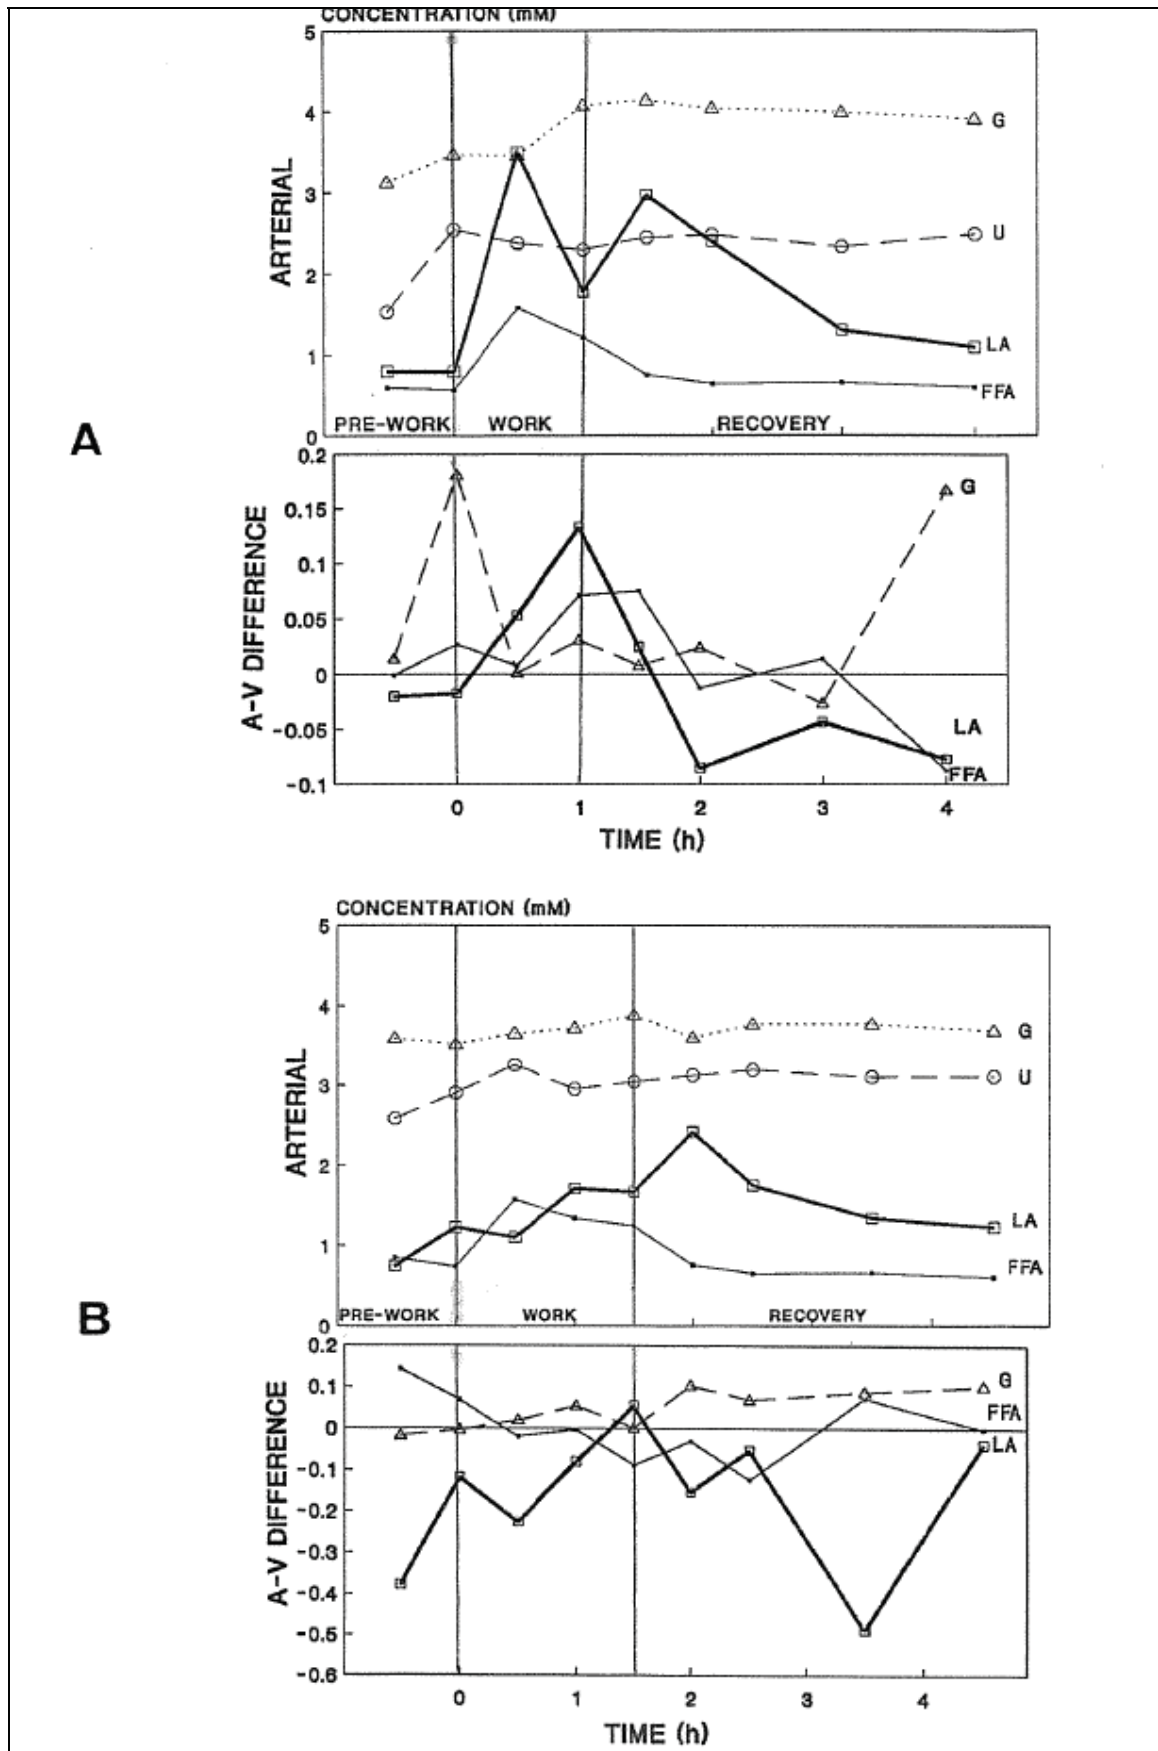 CONCENTRATION (mM)
5
4
3
2
1
0
ARTERIAL
G
U
LA
FFA
PRE-WORK
WORK
RECOVERY
A
0.2
0.15
0.1
0.05
0
-0.05
-0.1
A-V DIFFERENCE
G
LA
FFA
0 1 2 3 4
TIME (h)
CONCENTRATION (mM)
5
4
3
2
1
0
ARTERIAL
G
U
LA
FFA
PRE-WORK
WORK
RECOVERY
B
0.2
0.1
0
-0.1
-0.2
-0.3
-0.4
-0.5
-0.6
A-V DIFFERENCE
G
FFA
LA
0 1 2 3 4
TIME (h)